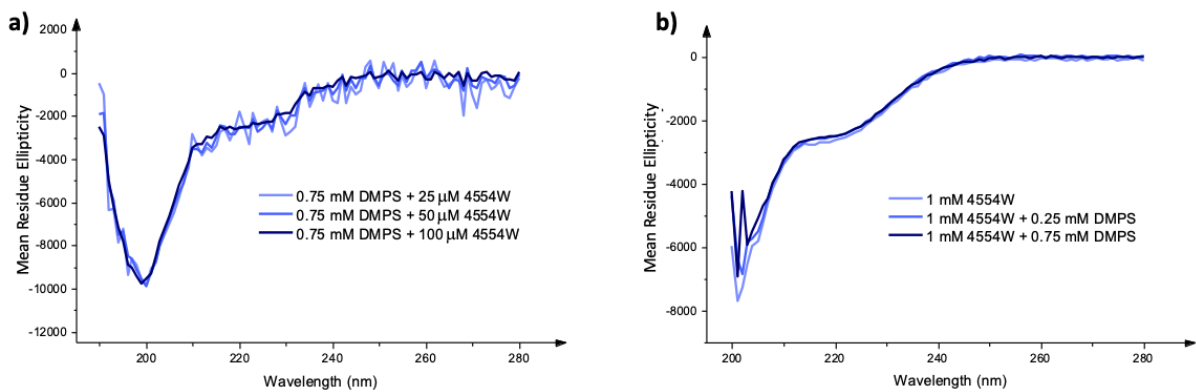 a)
2000
0
-2000
-4000
-6000
-8000
-10000
-12000
Mean Residue Ellipticity
0.75 mM DMPS + 25 μM 4554W
0.75 mM DMPS + 50 μM 4554W
0.75 mM DMPS + 100 μM 4554W
200
220
240
260
280
Wavelength (nm)
b)
0
-2000
-4000
-6000
-8000
Mean Residue Ellipticity
1 mM 4554W
1 mM 4554W + 0.25 mM DMPS
1 mM 4554W + 0.75 mM DMPS
200
220
240
260
280
Wavelength (nm)